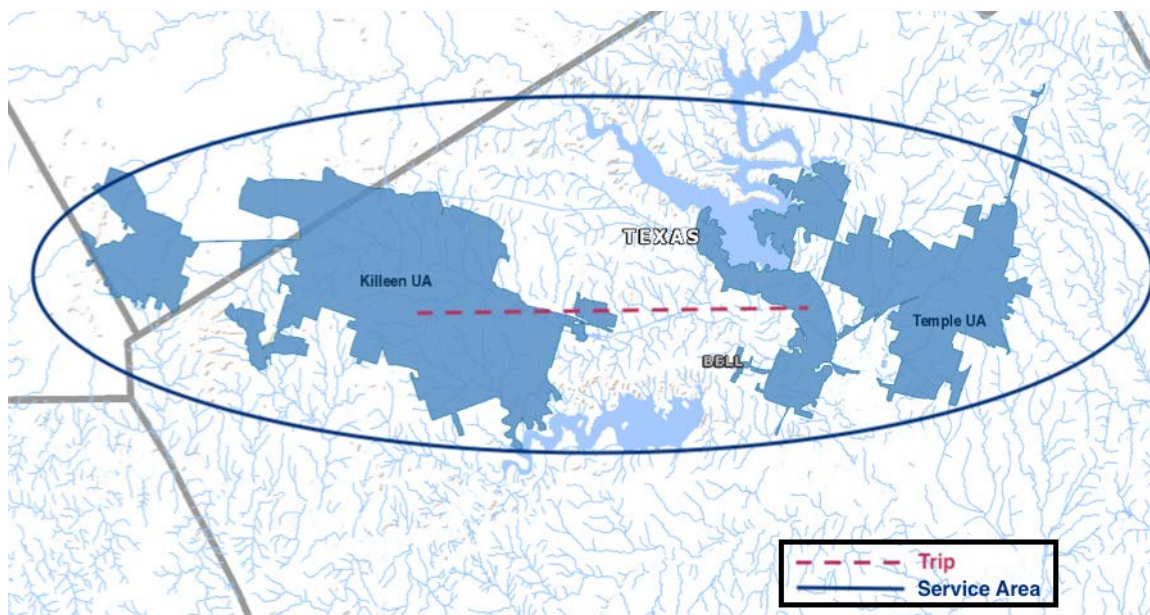 TEXAS
Killeen UA
Temple UA
BELL
Trip
Service Area